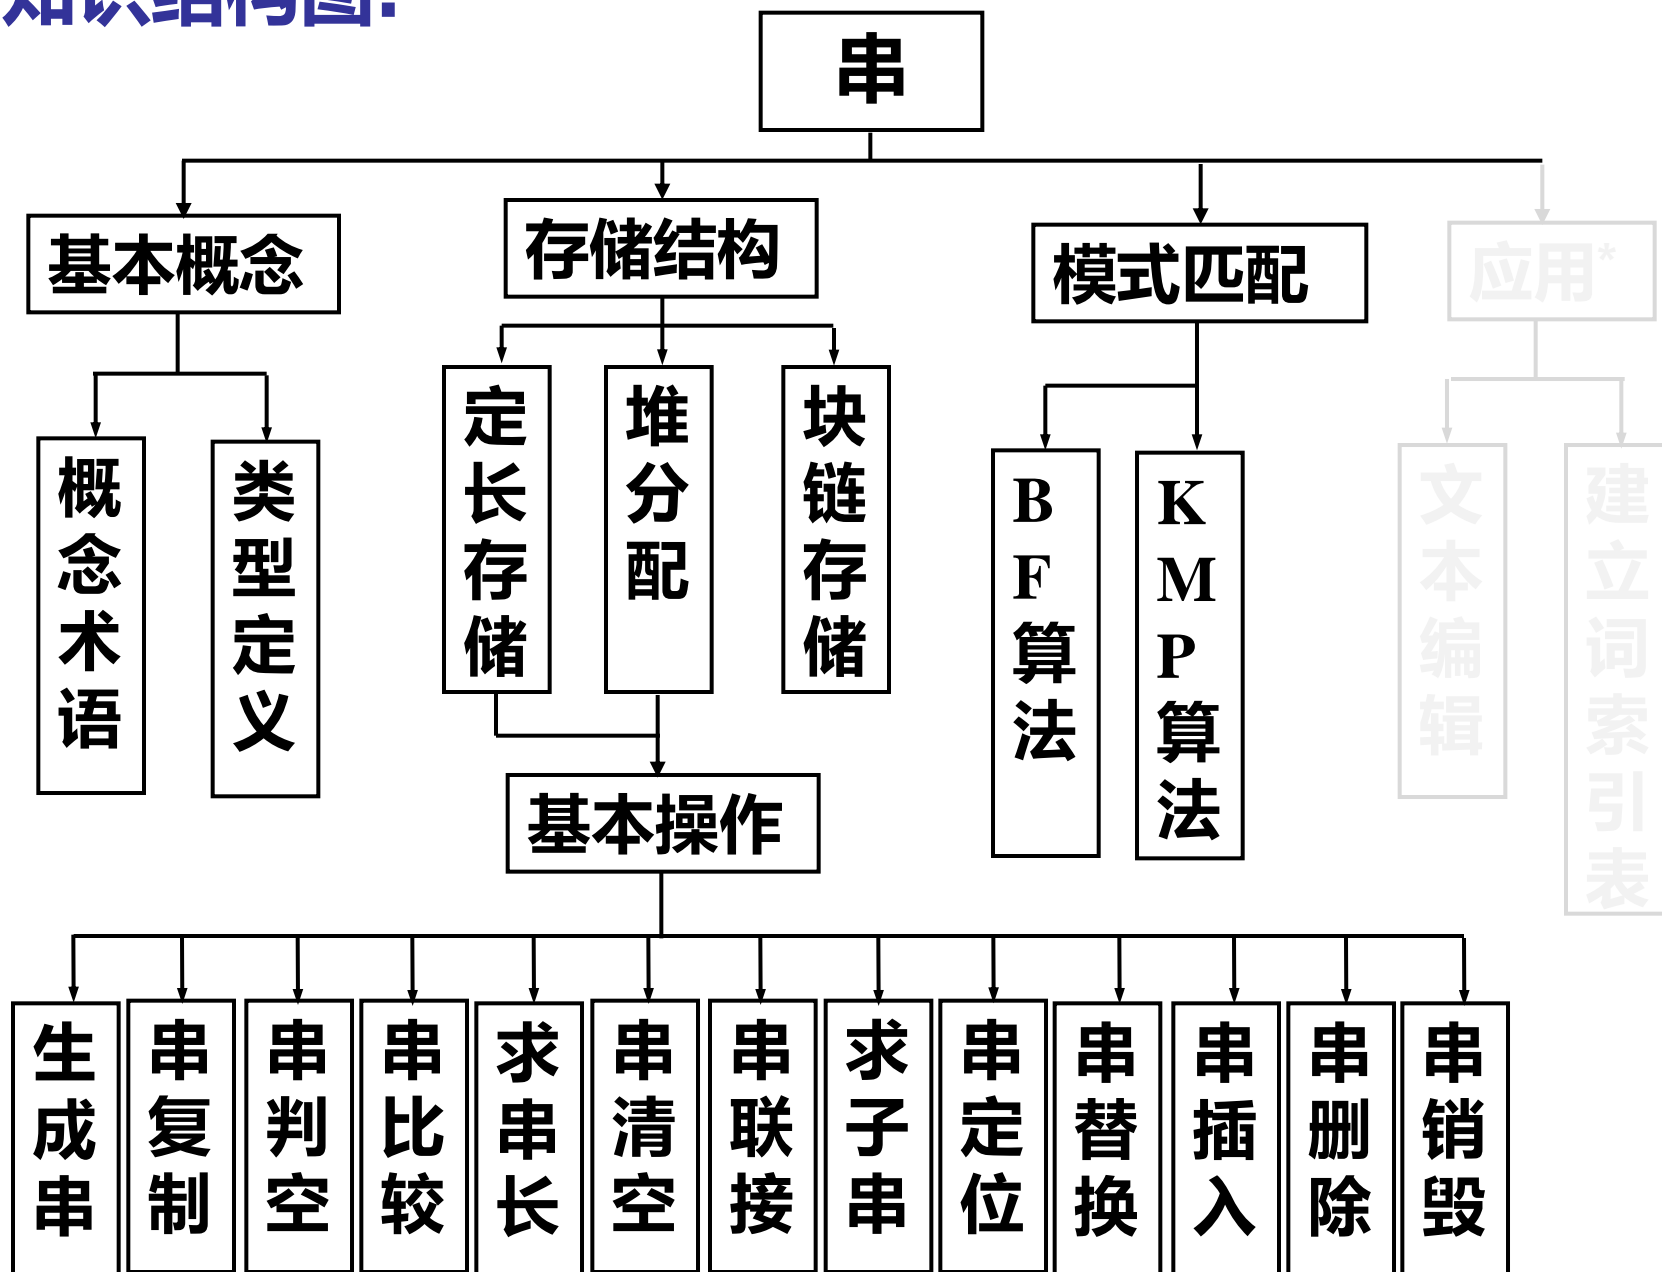 知识结构图:
串
基本概念
存储结构
模式匹配
应用*
概念术语
类型定义
定长存储
堆分配
块链存储
BF算法
KMP算法
文本编辑
建立词索引表
基本操作
生成串
串复制
串判空
串比较
求串长
串清空
串联接
求子串
串定位
串替换
串插入
串删除
串销毁